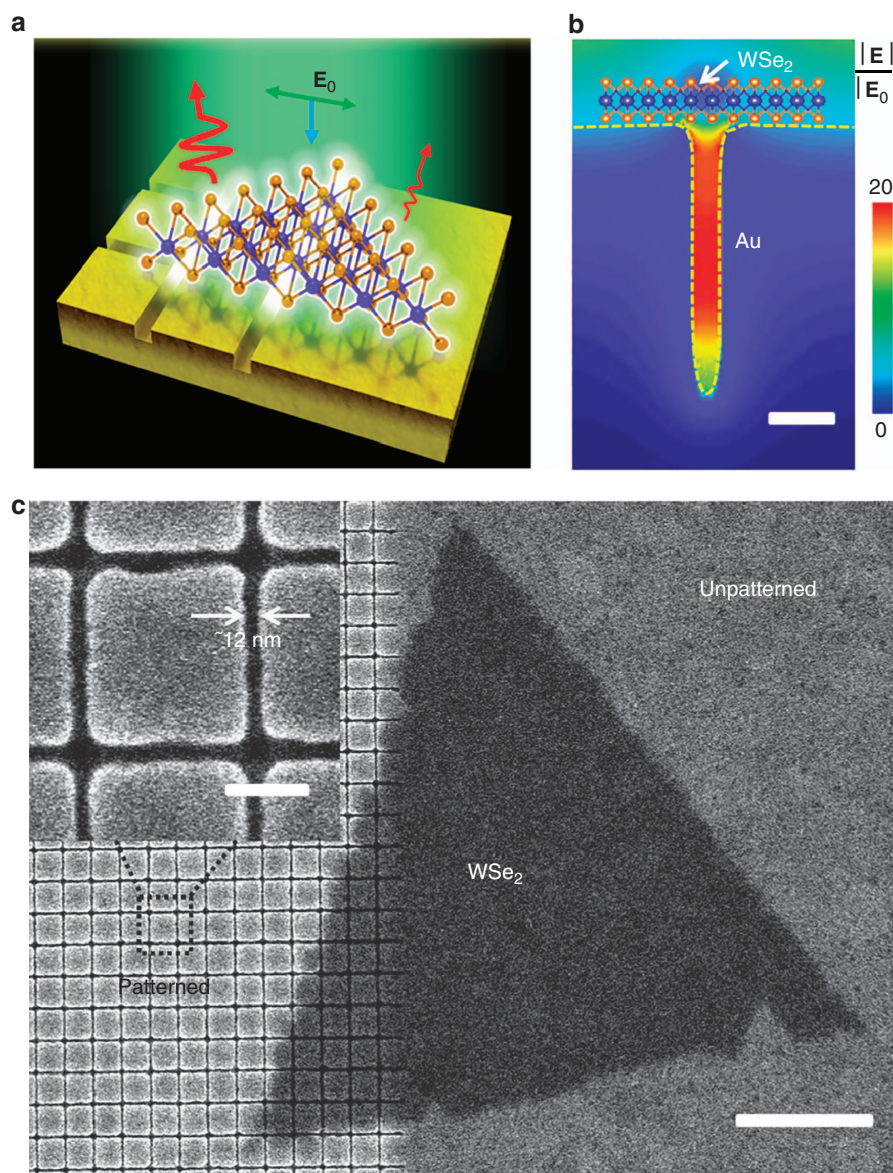 a
E₀
b
WSe₂
|E|
|E₀
20
Au
0
c
Unpatterned
~12 nm
WSe₂
Patterned